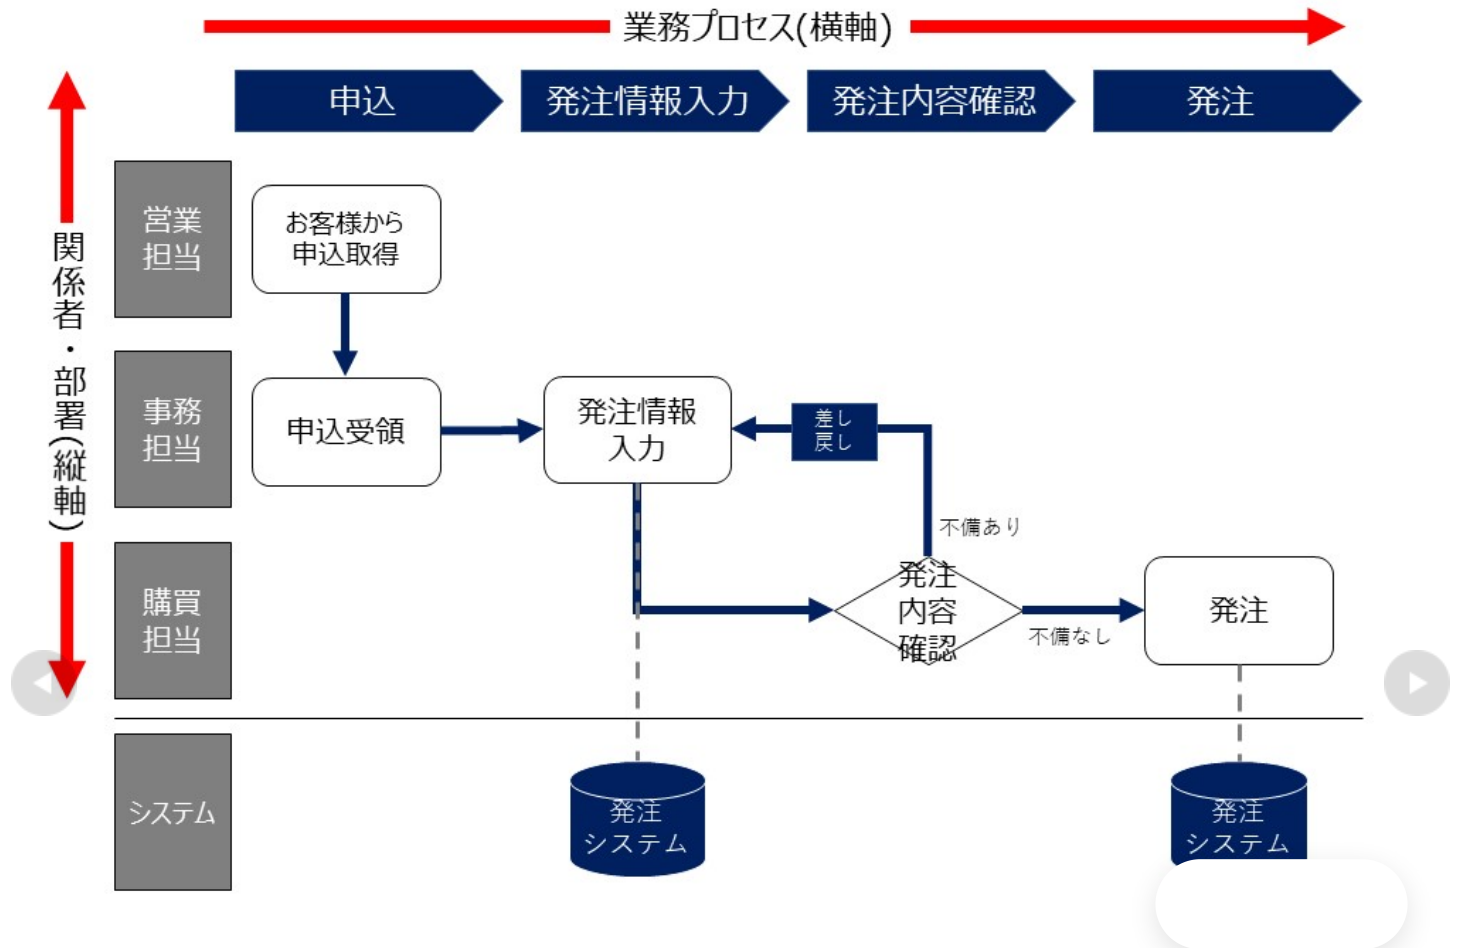 業務プロセス(横軸)
申込
発注情報入力
発注内容確認
発注
関係者・部署(縦軸)
営業
担当
お客様から
申込取得
事務
担当
申込受領
発注情報
入力
差し
戻し
不備あり
購買
担当
発注
内容
確認
不備なし
発注
システム
発注
システム
発注
システム